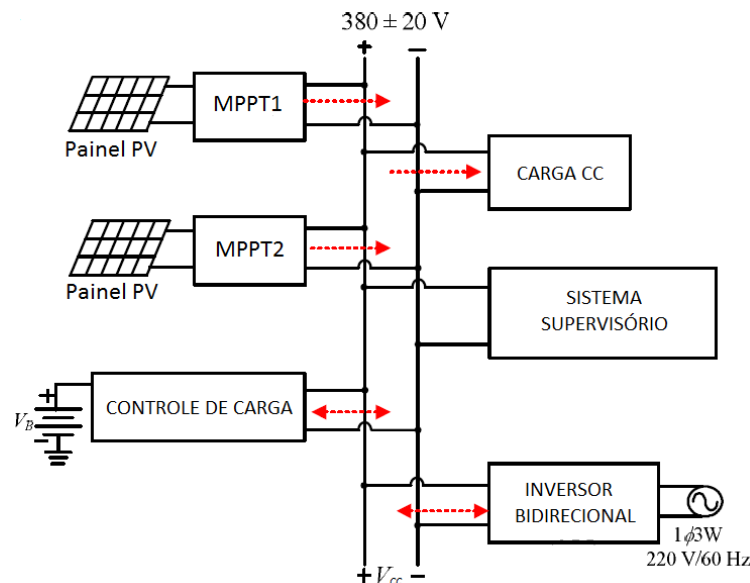 380 ± 20 V
+ −
MPPT1
Painel PV
CARGA CC
MPPT2
Painel PV
SISTEMA
SUPERVISÓRIO
+
V_B
−
CONTROLE DE CARGA
INVERSOR
BIDIRECIONAL
1ϕ3W
220 V/60 Hz
+ V_cc −